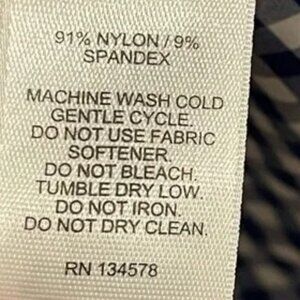 91% NYLON / 9%
SPANDEX
MACHINE WASH COLD
GENTLE CYCLE.
DO NOT USE FABRIC
SOFTENER.
DO NOT BLEACH.
TUMBLE DRY LOW.
DO NOT IRON.
DO NOT DRY CLEAN.
RN 134578